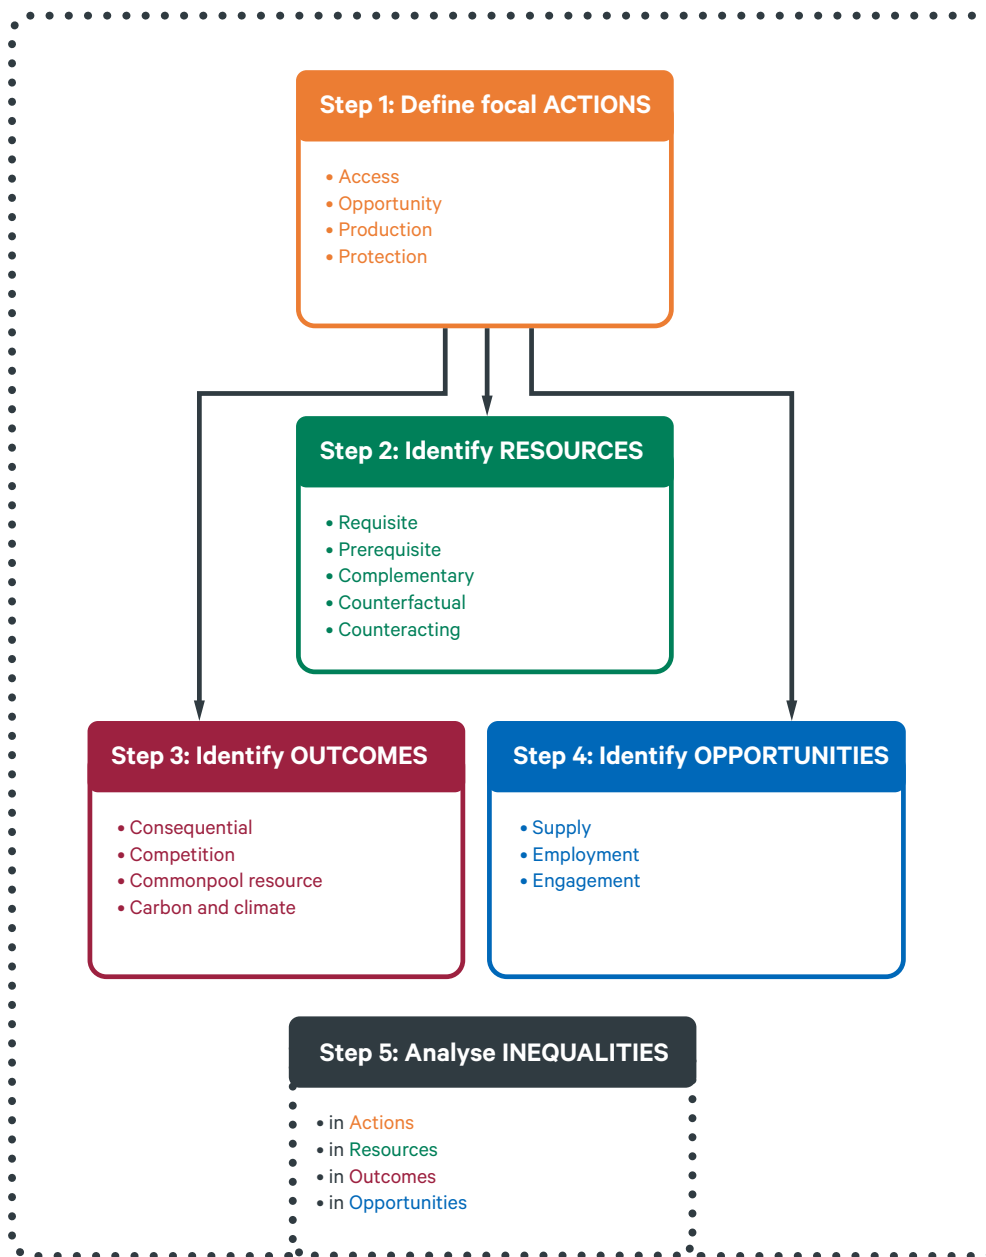 Step 1: Define focal ACTIONS
• Access
• Opportunity
• Production
• Protection
Step 2: Identify RESOURCES
• Requisite
• Prerequisite
• Complementary
• Counterfactual
• Counteracting
Step 3: Identify OUTCOMES
• Consequential
• Competition
• Commonpool resource
• Carbon and climate
Step 4: Identify OPPORTUNITIES
• Supply
• Employment
• Engagement
Step 5: Analyse INEQUALITIES
• in Actions
• in Resources
• in Outcomes
• in Opportunities